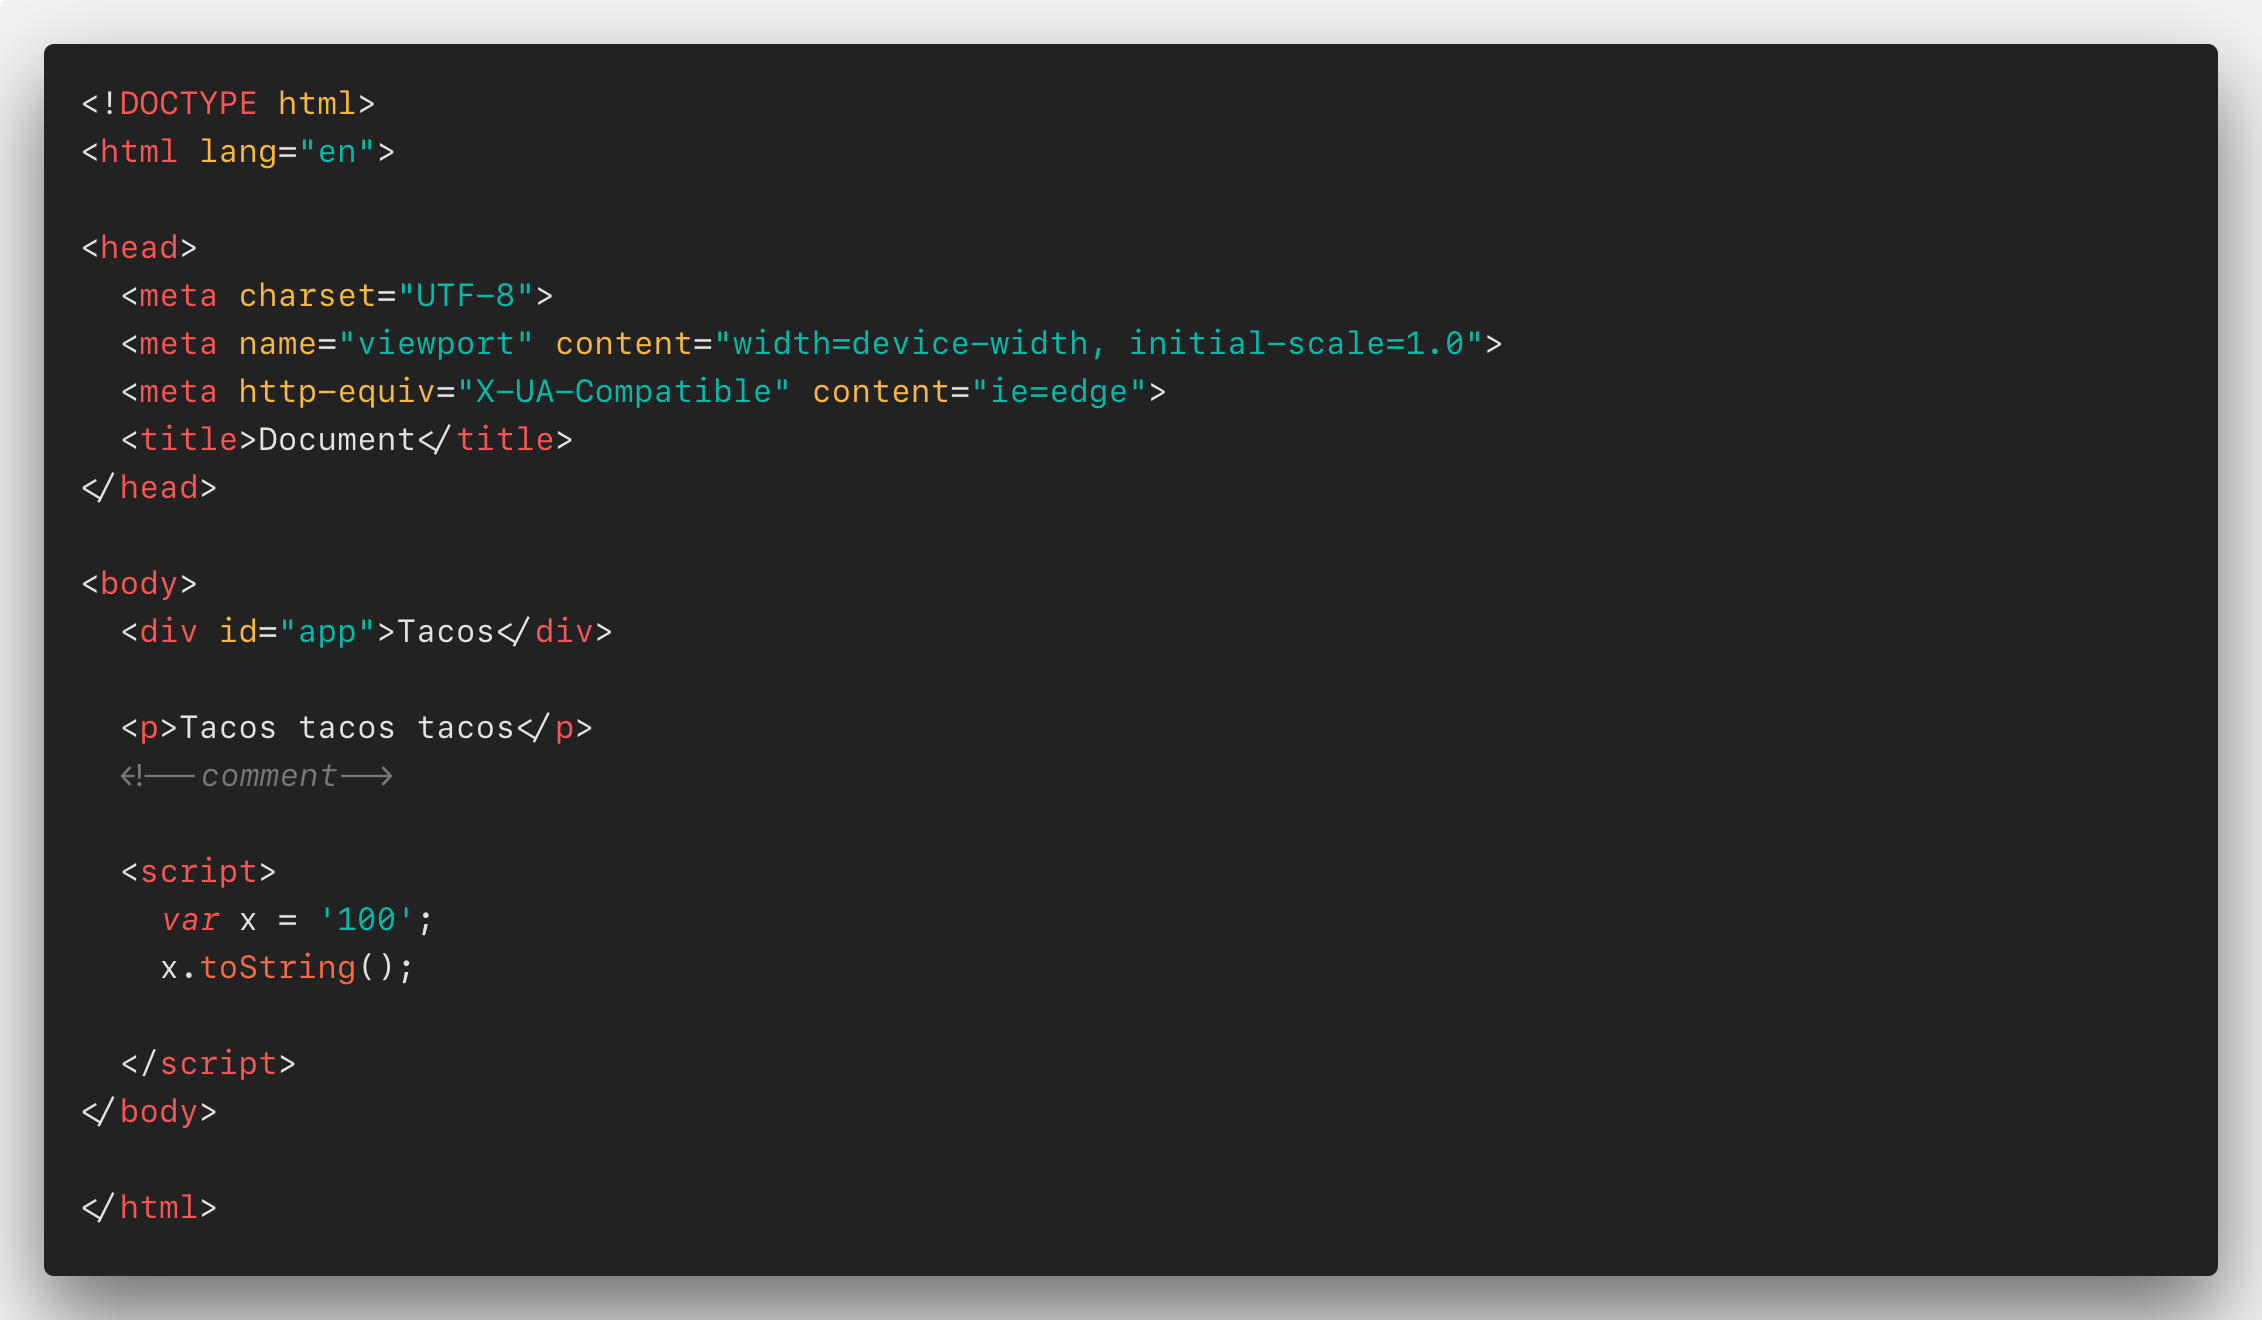 <!DOCTYPE html>
<html lang="en">

<head>
  <meta charset="UTF-8">
  <meta name="viewport" content="width=device-width, initial-scale=1.0">
  <meta http-equiv="X-UA-Compatible" content="ie=edge">
  <title>Document</title>
</head>

<body>
  <div id="app">Tacos</div>

  <p>Tacos tacos tacos</p>
  <!--comment-->

  <script>
    var x = '100';
    x.toString();

  </script>
</body>

</html>